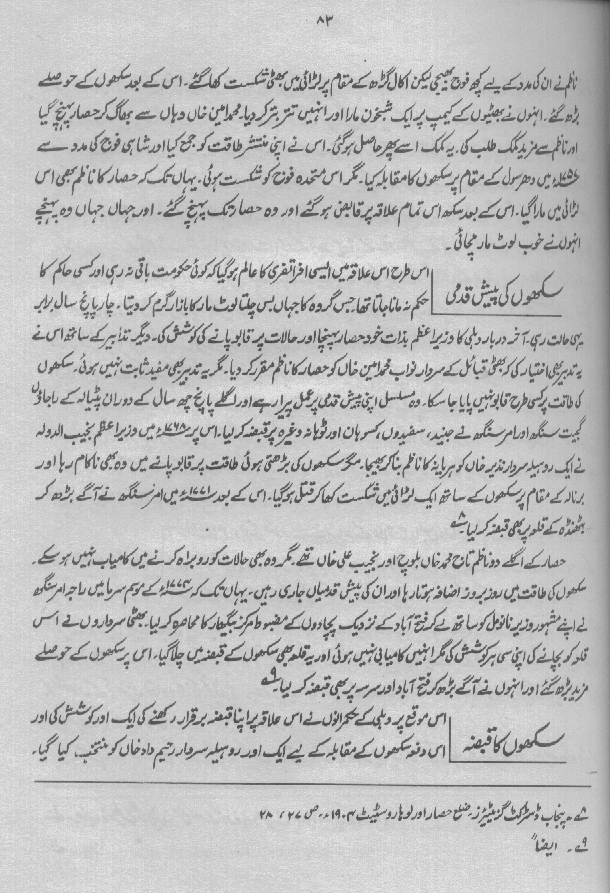 ۸۳
ناظم نے ان کی مدد کے لیے کچھ فوج بھیجی لیکن اکال گڑھ کے مقام پر لڑائی میں بھٹی شکست کھا گئے۔ اس کے بعد سکھوں کے حوصلے
بڑھ گئے۔ انہوں نے بھٹیوں کے کیمپ پر ایک شبخون مارا اور انہیں تتر بتر کر دیا۔ محمد امین خاں وہاں سے بھاگ کر حصار پہنچ گیا
اور ناظم سے مزید کمک طلب کی۔ یہ کمک اسے پھر حاصل ہو گئی۔ اس نے اپنی منتشر طاقت کو جمع کیا اور شاہی فوج کی مدد سے
۱۷۵۷ء میں دھرسول کے مقام پر سکھوں کا مقابلہ کیا۔ مگر اس متحدہ فوج کو شکست ہوئی۔ یہاں تک کہ حصار کا ناظم بھی اس
لڑائی میں مارا گیا۔ اس کے بعد سکھ اس تمام علاقہ پر قابض ہو گئے اور وہ حصار تک پہنچ گئے۔ اور جہاں جہاں وہ پہنچے
انہوں نے خوب لوٹ مار مچائی۔
سکھوں کی پیش قدمی
اس طرح اس علاقہ میں ایسی افراتفری کا عالم ہو گیا کہ کوئی حکومت باقی نہ رہی اور کسی حاکم کا
حکم نہ مانا جاتا تھا جس گروہ کا جہاں بس چلتا لوٹ مار کا بازار گرم کر دیتا۔ چار پانچ سال برابر
یہی حالت رہی۔ آخر دربار دہلی کا وزیر اعظم بذات خود حصار پہنچا اور حالات پر قابو پانے کی کوشش کی۔ دیگر تدابیر کے ساتھ اس نے
یہ تدبیر بھی اختیار کی کہ بھٹی قبائل کے سردار نواب محمد امین خاں کو حصار کا ناظم مقرر کر دیا۔ مگر یہ تدبیر بھی مفید ثابت نہیں ہوئی۔ سکھوں
کی طاقت پر کسی طرح قابو نہیں پایا جا سکا۔ وہ مسلسل اپنی پیش قدمی پر عمل پیرا رہے اور اگلے پانچ چھ سال کے دوران پٹیالہ کے راجاؤں
گجپت سنگھ اور امر سنگھ نے جنید، سفیدوں، کسوہان اور ٹوہانہ وغیرہ پر قبضہ کر لیا۔ اس پر ۱۷۶۸ء میں وزیر اعظم نجیب الدولہ
نے ایک روہیلہ سردار نذیر خاں کو ہریانہ کا ناظم بنا کر بھیجا۔ مگر سکھوں کی بڑھتی ہوئی طاقت پر قابو پانے میں وہ بھی ناکام رہا اور
برنالہ کے مقام پر سکھوں کے ساتھ ایک لڑائی میں شکست کھا کر قتل ہو گیا۔ اس کے بعد ۱۷۷۱ء میں امر سنگھ نے آگے بڑھ کر
بٹھنڈہ کے قلعہ پر بھی قبضہ کر لیا۸؎
حصار کے اگلے دو ناظم تاج محمد خاں بلوچ اور نجیب علی خاں تھے۔ مگر وہ بھی حالات کو روبراہ کرنے میں کامیاب نہیں ہو سکے۔
سکھوں کی طاقت میں روز بروز اضافہ ہوتا رہا اور ان کی پیش قدمیاں جاری رہیں۔ یہاں تک کہ ۱۷۷۴ء کے موسم سرما میں راجہ امر سنگھ
نے اپنے مشہور وزیر نانومل کو ساتھ لے کر فتح آباد کے نزدیک پچادوں کے مضبوط مرکز بیگھار کا محاصرہ کر لیا۔ بھٹی سرداروں نے اس
قلعہ کو بچانے کی اپنی سی ہر کوشش کی مگر انہیں کامیابی نہیں ہوئی اور یہ قلعہ بھی سکھوں کے قبضہ میں چلا گیا۔ اس پر سکھوں کے حوصلے
مزید بڑھ گئے اور انہوں نے آگے بڑھ کر فتح آباد اور سرسہ پر بھی قبضہ کر لیا۔۹؎
سکھوں کا قبضہ
اس موقع پر دہلی کے حکمرانوں نے اس علاقہ پر اپنا قبضہ برقرار رکھنے کی ایک اور کوشش کی اور
اس دفعہ سکھوں کے مقابلہ کے لیے ایک اور روہیلہ سردار رحیم داد خاں کو منتخب کیا گیا۔
۸؎۔ پنجاب ڈسٹرکٹ گزیٹیئرز۔ ضلع حصار اور لوہارو سٹیٹ ۱۹۰۴ء۔ ص ۲۷، ۲۸
۹؎۔ ایضاً